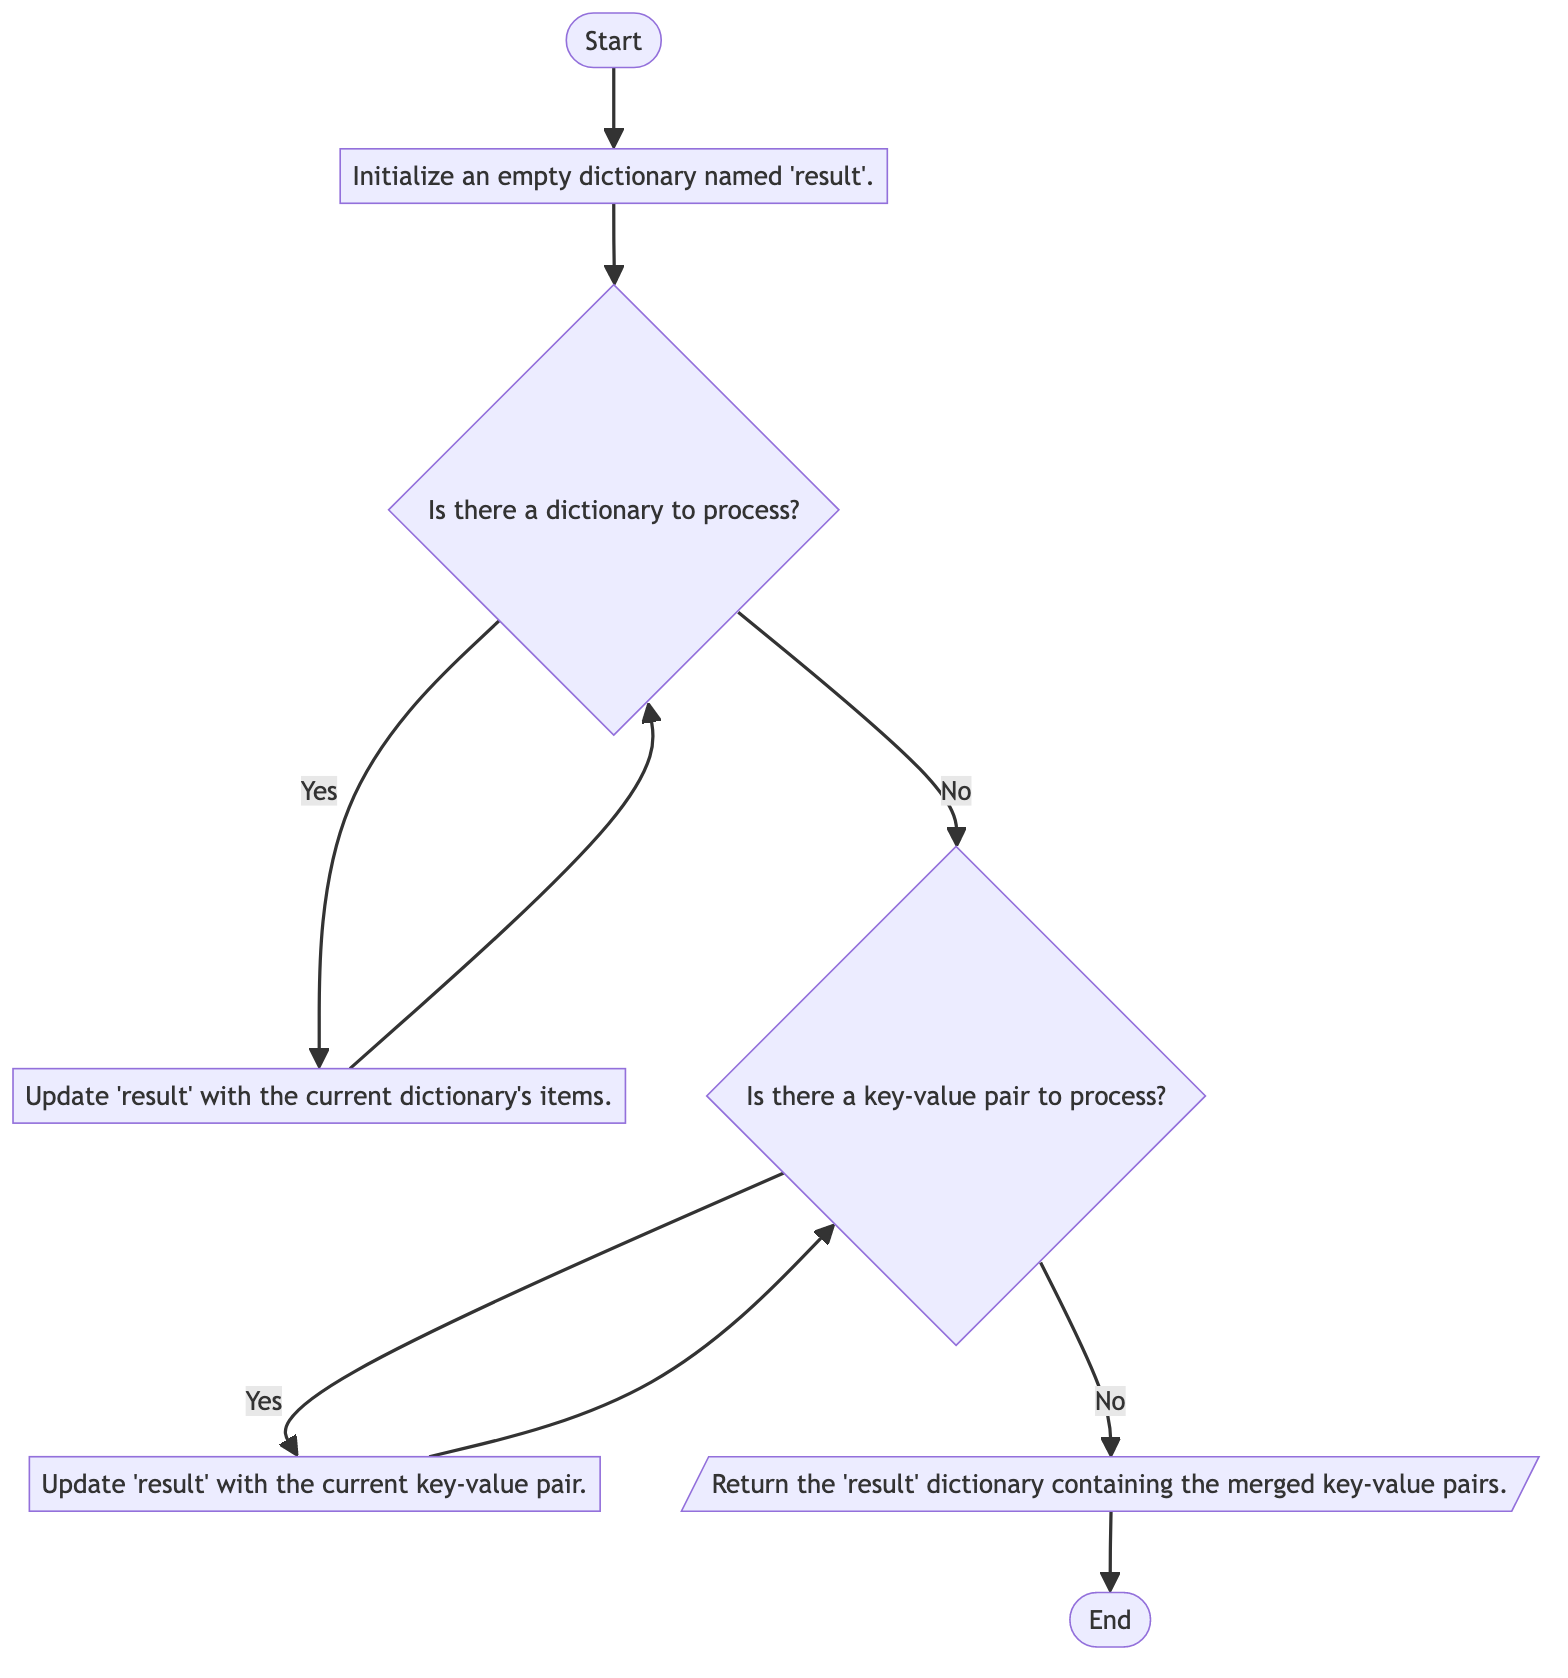 Start
Initialize an empty dictionary named 'result'.
Is there a dictionary to process?
Yes
No
Update 'result' with the current dictionary's items.
Is there a key-value pair to process?
Yes
No
Update 'result' with the current key-value pair.
Return the 'result' dictionary containing the merged key-value pairs.
End